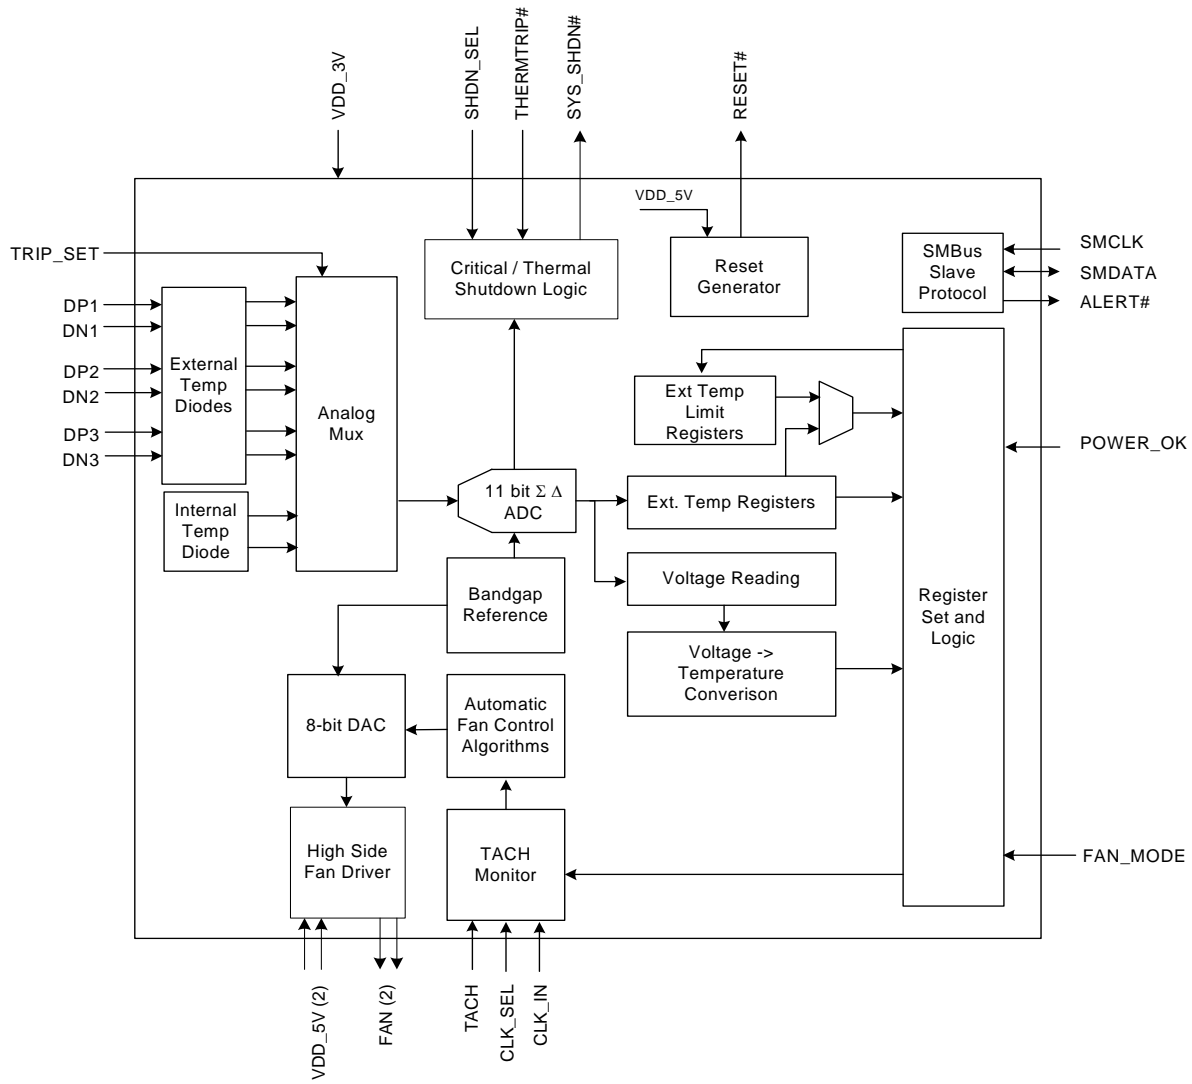 VDD_3V
SHDN_SEL
THERMTRIP#
SYS_SHDN#
RESET#
VDD_5V
TRIP_SET
DP1
DN1
DP2
DN2
DP3
DN3
External
Temp
Diodes
Internal
Temp
Diode
Analog
Mux
Critical / Thermal
Shutdown Logic
Reset
Generator
SMBus
Slave
Protocol
SMCLK
SMDATA
ALERT#
Ext Temp
Limit
Registers
POWER_OK
11 bit Σ Δ
ADC
Ext. Temp Registers
Bandgap
Reference
Voltage Reading
Voltage ->
Temperature
Converison
Register
Set and
Logic
8-bit DAC
Automatic
Fan Control
Algorithms
High Side
Fan Driver
TACH
Monitor
FAN_MODE
VDD_5V (2)
FAN (2)
TACH
CLK_SEL
CLK_IN